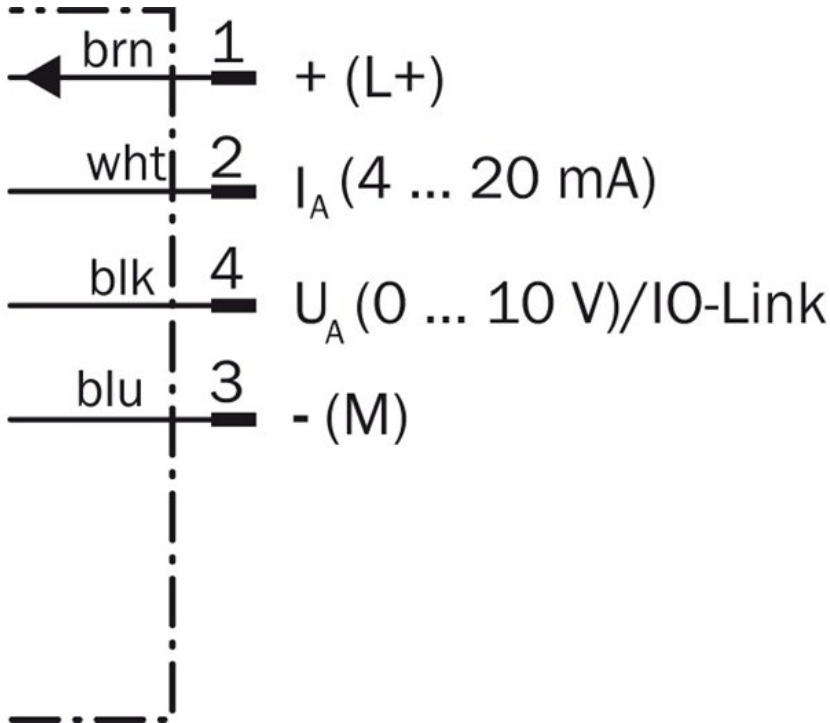 brn 1 + (L+)
wht 2 IA (4 ... 20 mA)
blk 4 UA (0 ... 10 V)/IO-Link
blu 3 - (M)